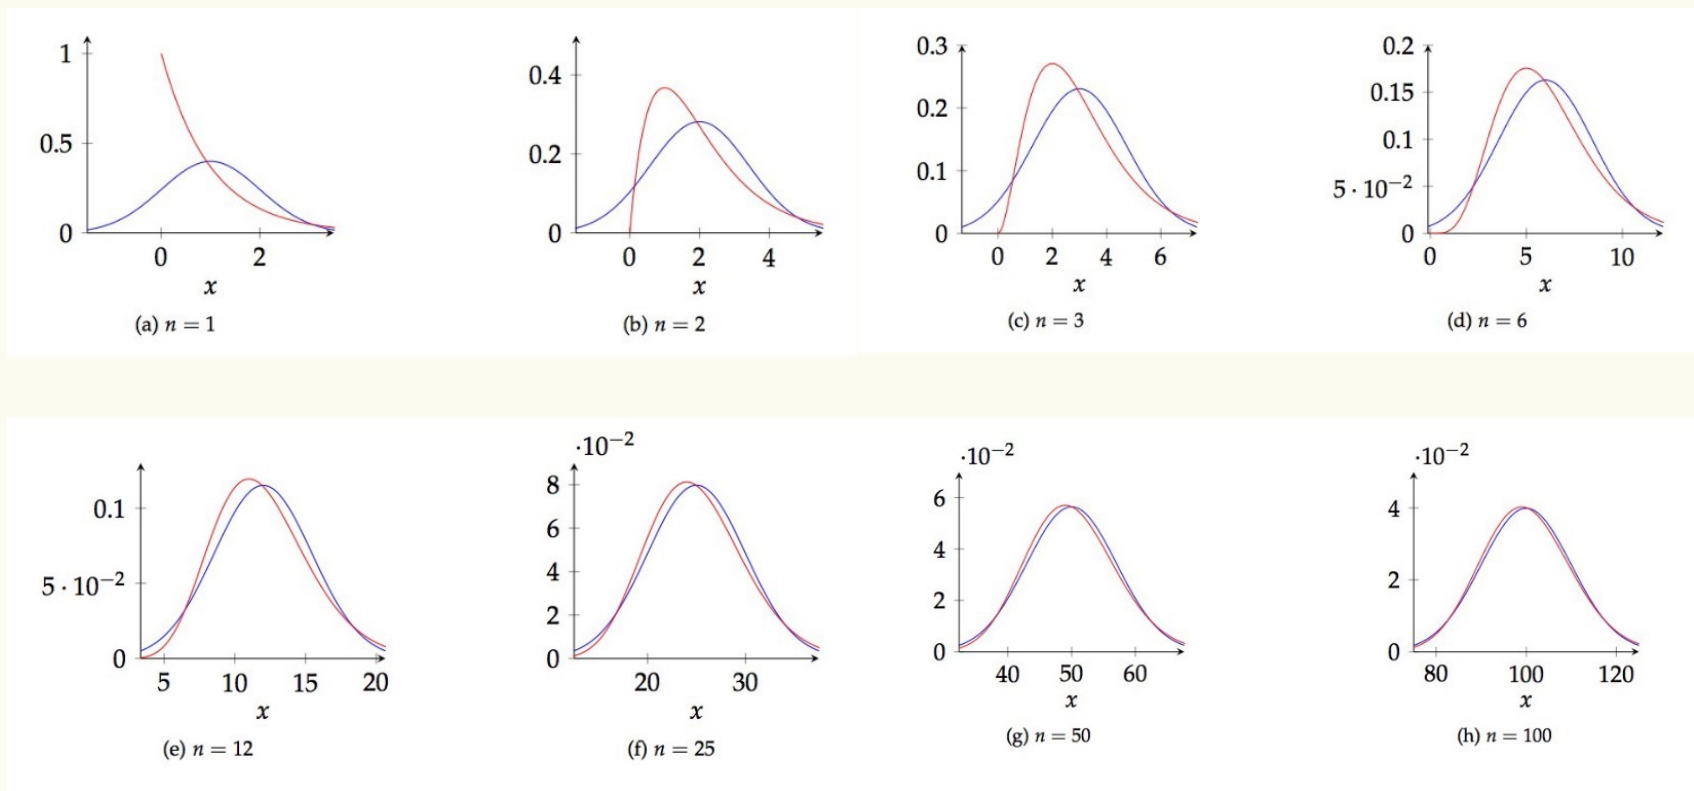 1
0.5
0
0 2
x
(a) n = 1
0.4
0.2
0
0 2 4
x
(b) n = 2
0.3
0.2
0.1
0
0 2 4 6
x
(c) n = 3
0.2
0.15
0.1
5 · 10⁻²
0
0 5 10
x
(d) n = 6
0.1
5 · 10⁻²
0
5 10 15 20
x
(e) n = 12
·10⁻²
8
6
4
2
0
20 30
x
(f) n = 25
·10⁻²
6
4
2
0
40 50 60
x
(g) n = 50
·10⁻²
4
2
0
80 100 120
x
(h) n = 100